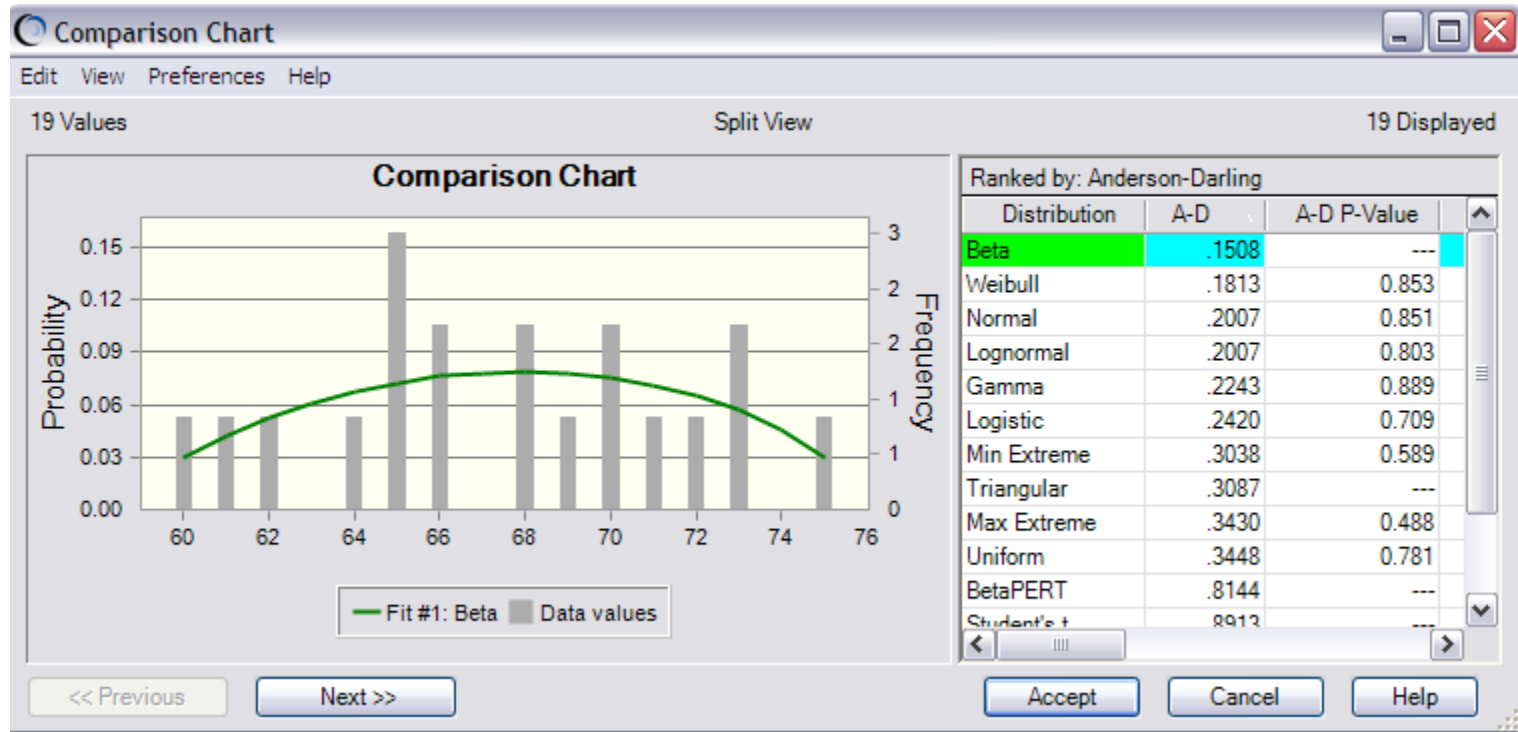 Comparison Chart
Edit View Preferences Help
19 Values Split View 19 Displayed
Comparison Chart
Probability
0.15
0.12
0.09
0.06
0.03
0.00
60 62 64 66 68 70 72 74 76
3
2
2
1
1
0
Frequency
Fit #1: Beta Data values
Ranked by: Anderson-Darling
Distribution A-D A-D P-Value
Beta .1508 ---
Weibull .1813 0.853
Normal .2007 0.851
Lognormal .2007 0.803
Gamma .2243 0.889
Logistic .2420 0.709
Min Extreme .3038 0.589
Triangular .3087 ---
Max Extreme .3430 0.488
Uniform .3448 0.781
BetaPERT .8144 ---
Student's t .8913 ---
<< Previous Next >> Accept Cancel Help